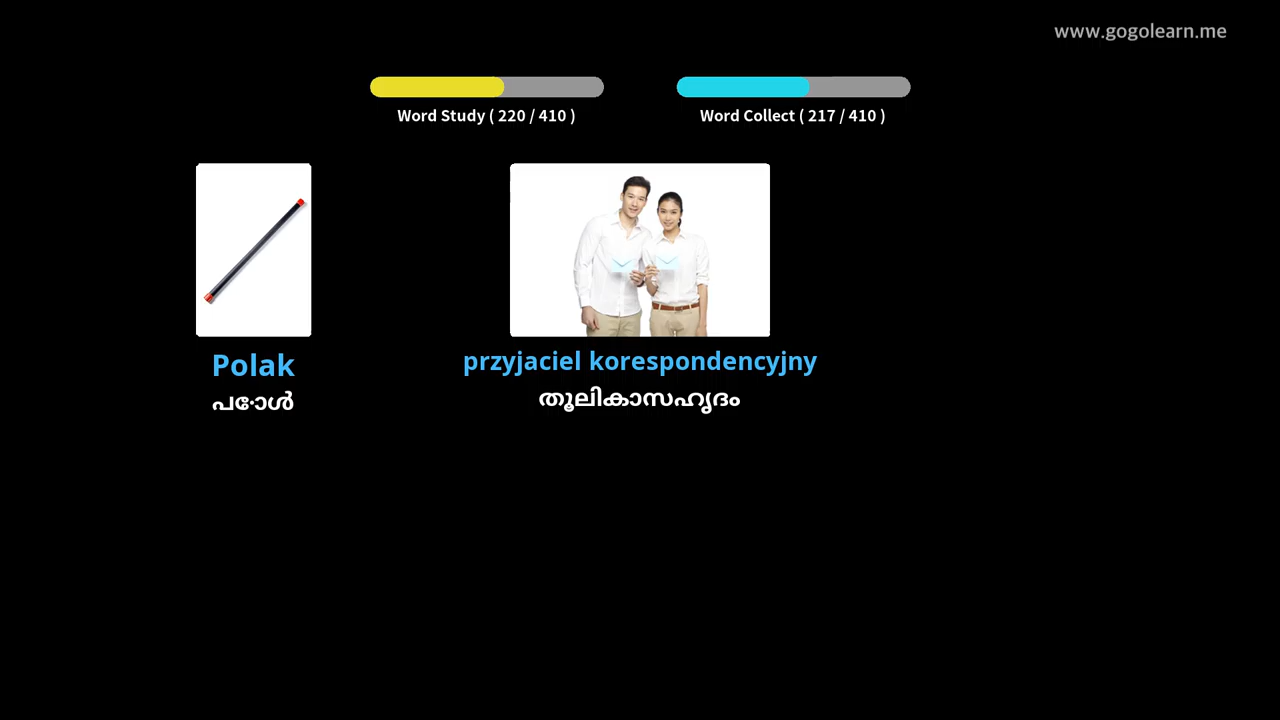 www.gogolearn.me
Word Study ( 220 / 410 )
Word Collect ( 217 / 410 )
Polak
പോൾ
przyjaciel korespondencyjny
തൂലികാസഹൃദം